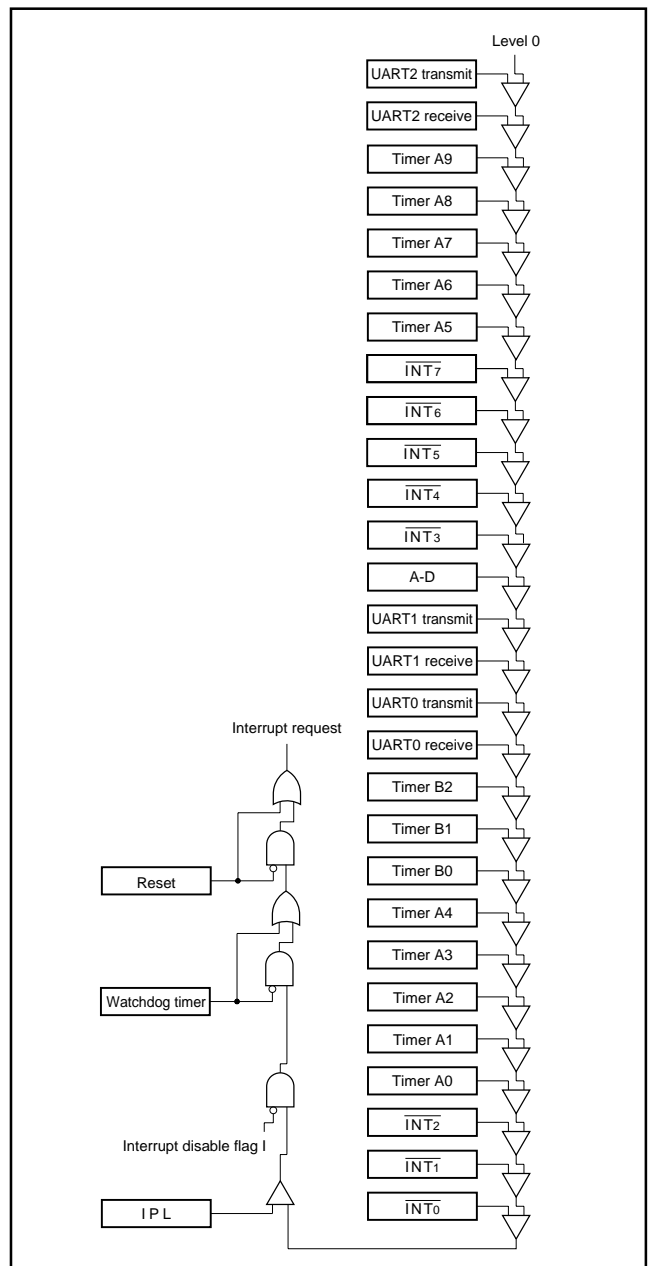 Level 0
UART2 transmit
UART2 receive
Timer A9
Timer A8
Timer A7
Timer A6
Timer A5
INT7
INT6
INT5
INT4
INT3
A-D
UART1 transmit
UART1 receive
UART0 transmit
Interrupt request
UART0 receive
Timer B2
Timer B1
Reset
Timer B0
Timer A4
Timer A3
Watchdog timer
Timer A2
Timer A1
Timer A0
INT2
Interrupt disable flag I
INT1
IPL
INT0